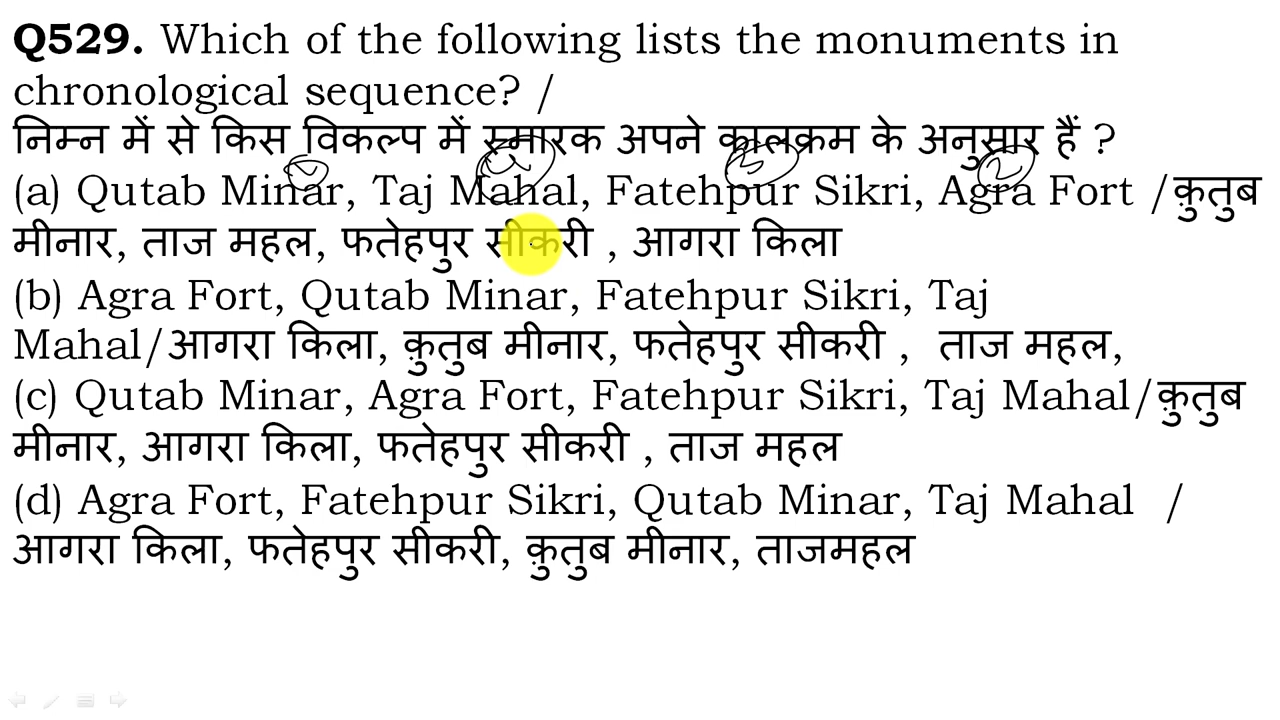 Q529. Which of the following lists the monuments in
chronological sequence? /
निम्न में से किस विकल्प में स्मारक अपने कालक्रम के अनुसार हैं ?
(a) Qutab Minar, Taj Mahal, Fatehpur Sikri, Agra Fort /क़ुतुब
मीनार, ताज महल, फतेहपुर सीकरी , आगरा किला
(b) Agra Fort, Qutab Minar, Fatehpur Sikri, Taj
Mahal/आगरा किला, क़ुतुब मीनार, फतेहपुर सीकरी , ताज महल,
(c) Qutab Minar, Agra Fort, Fatehpur Sikri, Taj Mahal/क़ुतुब
मीनार, आगरा किला, फतेहपुर सीकरी , ताज महल
(d) Agra Fort, Fatehpur Sikri, Qutab Minar, Taj Mahal /
आगरा किला, फतेहपुर सीकरी, क़ुतुब मीनार, ताजमहल